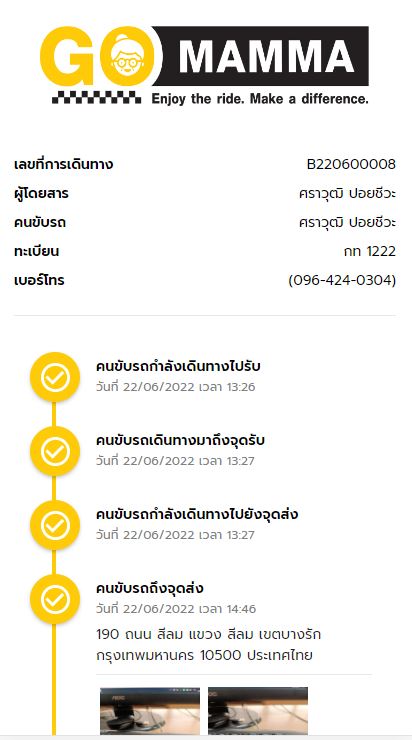 GO MAMMA
Enjoy the ride. Make a difference.
เลขที่การเดินทาง B220600008
ผู้โดยสาร ศราวุฒิ ปอยชีวะ
คนขับรถ ศราวุฒิ ปอยชีวะ
ทะเบียน กท 1222
เบอร์โทร (096-424-0304)
คนขับรถกำลังเดินทางไปรับ
วันที่ 22/06/2022 เวลา 13:26
คนขับรถเดินทางมาถึงจุดรับ
วันที่ 22/06/2022 เวลา 13:27
คนขับรถกำลังเดินทางไปยังจุดส่ง
วันที่ 22/06/2022 เวลา 13:27
คนขับรถถึงจุดส่ง
วันที่ 22/06/2022 เวลา 14:46
190 ถนน สีลม แขวง สีลม เขตบางรัก
กรุงเทพมหานคร 10500 ประเทศไทย